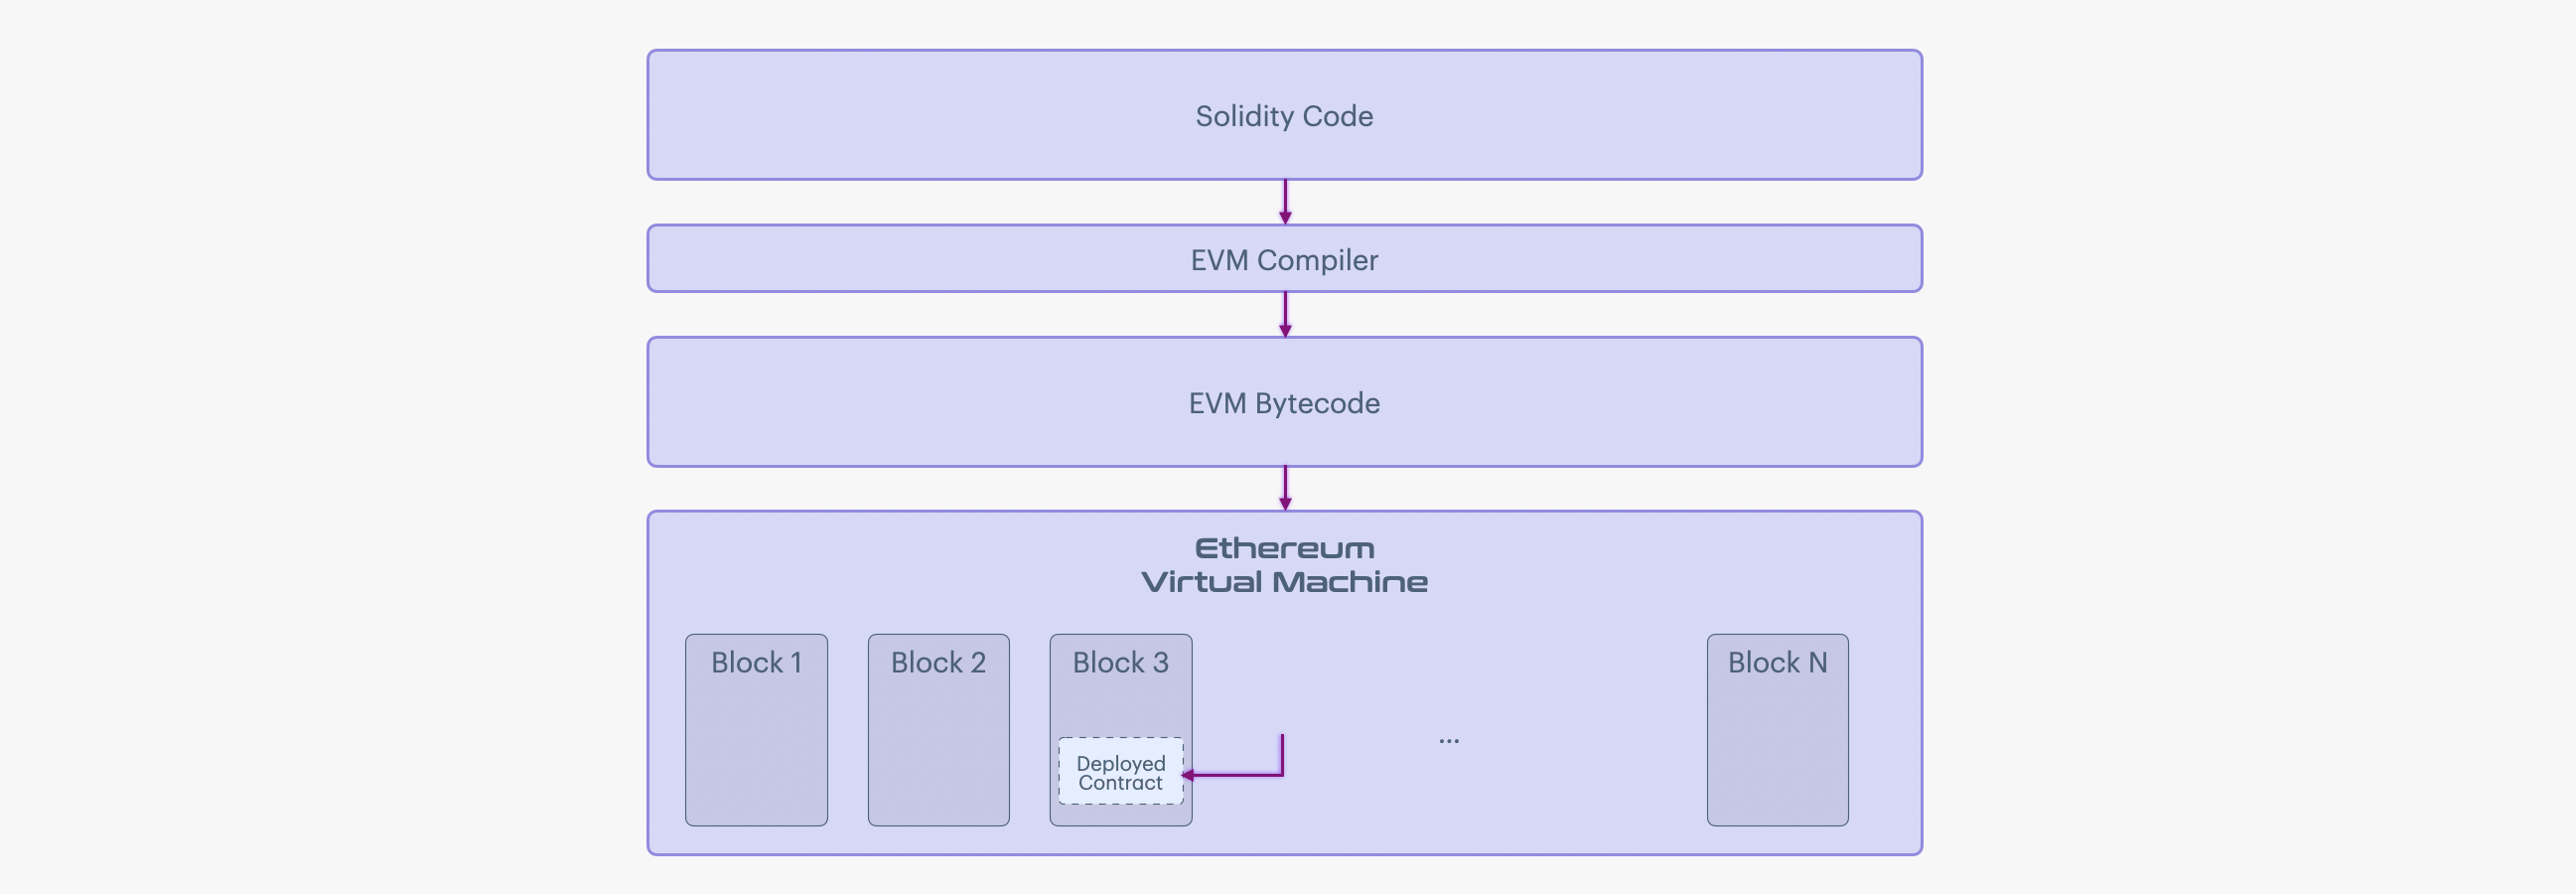 Solidity Code
EVM Compiler
EVM Bytecode
Ethereum
Virtual Machine
Block 1
Block 2
Block 3
Block N
...
Deployed
Contract